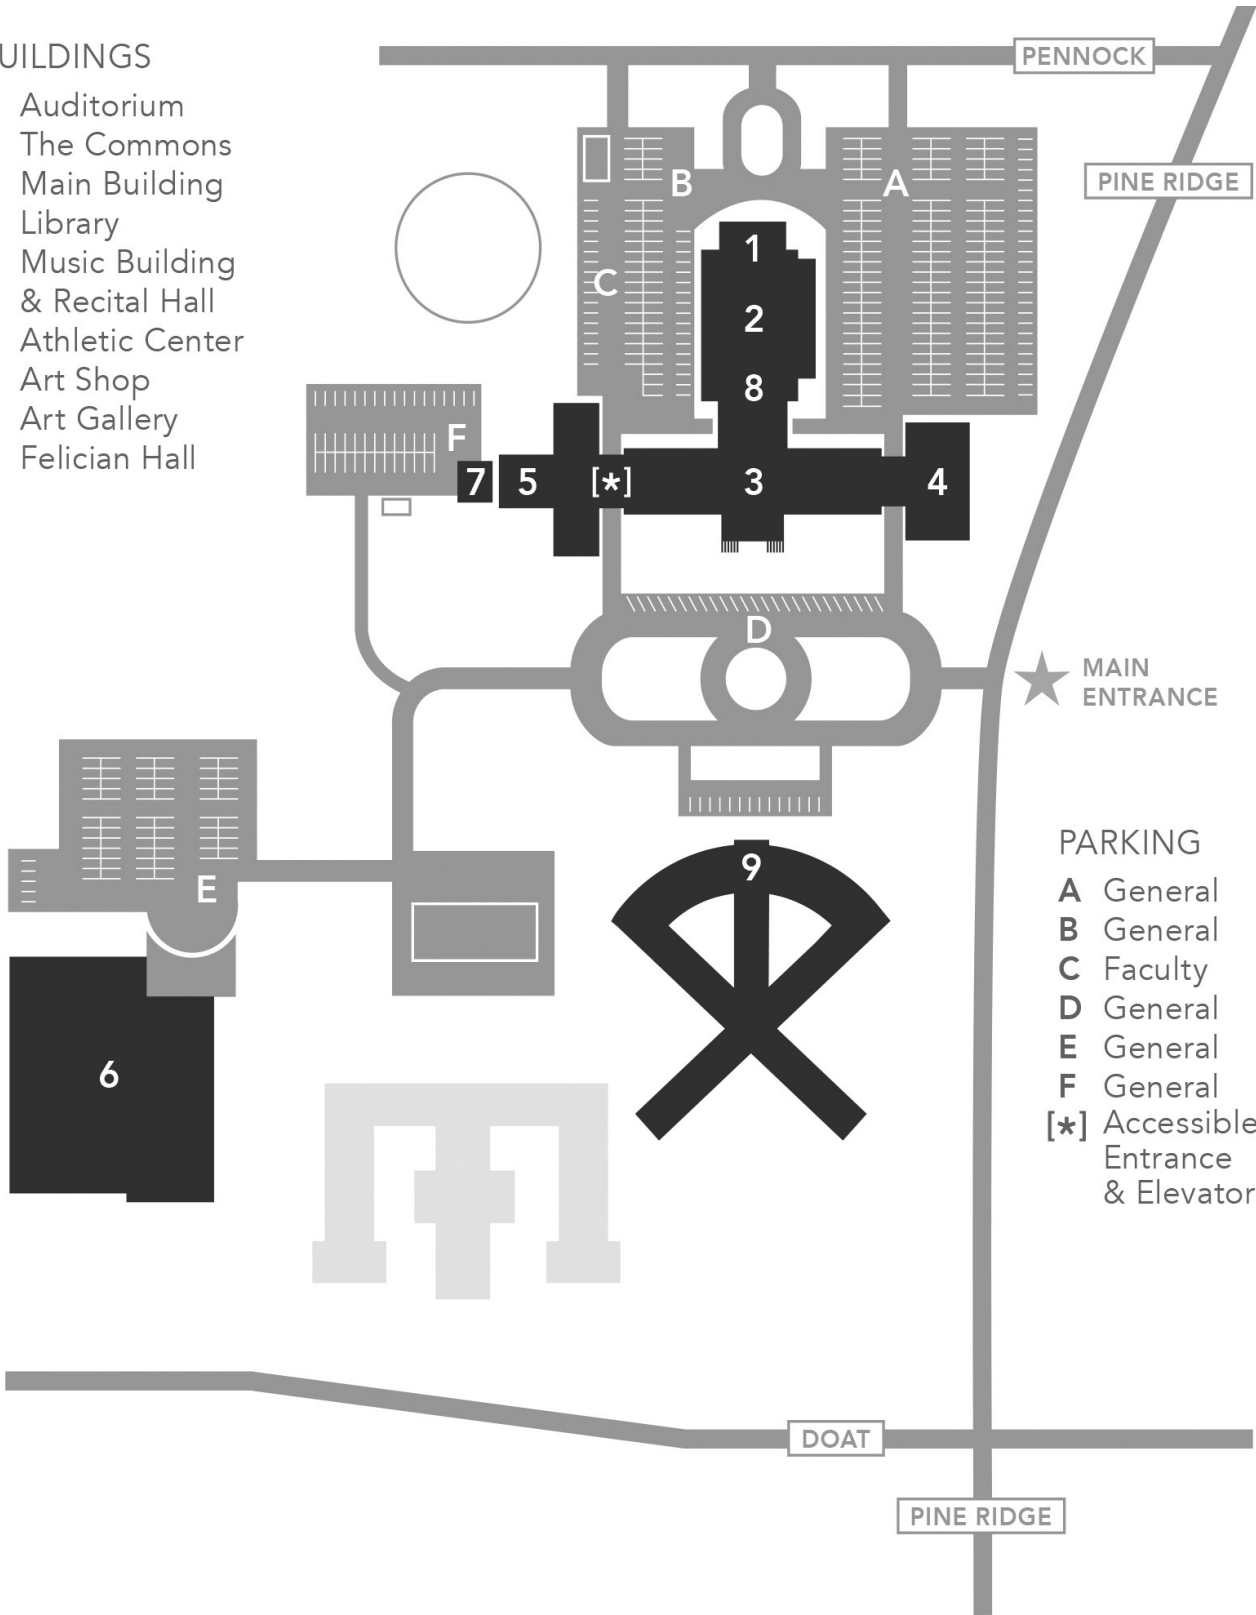 UILDINGS
Auditorium
The Commons
Main Building
Library
Music Building
& Recital Hall
Athletic Center
Art Shop
Art Gallery
Felician Hall
PENNOCK
PINE RIDGE
B
A
1
C
2
8
F
7
5
[*]
3
4
D
MAIN
ENTRANCE
E
9
6
PARKING
A General
B General
C Faculty
D General
E General
F General
[*] Accessible
Entrance
& Elevator
DOAT
PINE RIDGE